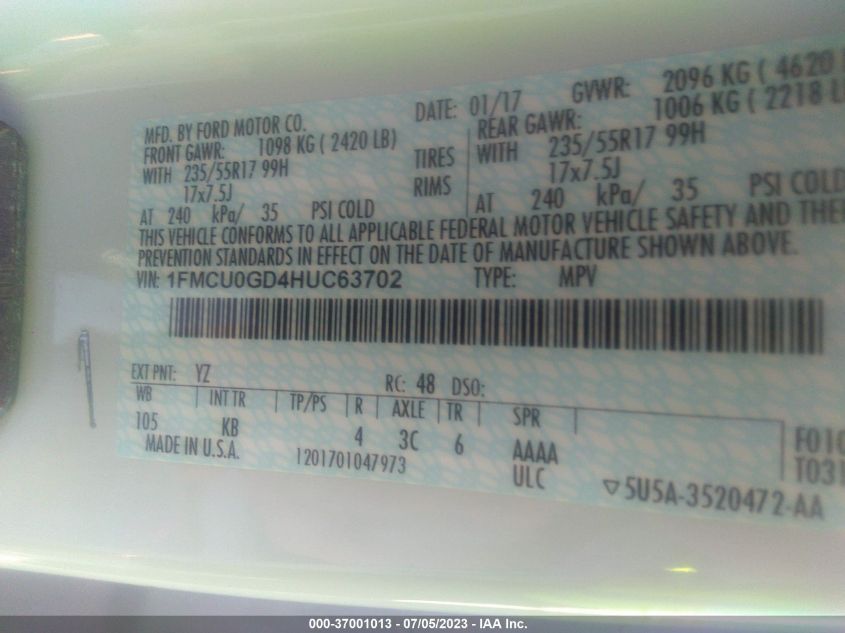 MFD. BY FORD MOTOR CO. DATE: 01/17 GVWR: 2096 KG ( 4620
FRONT GAWR: 1098 KG ( 2420 LB) REAR GAWR: 1006 KG ( 2218 L
WITH 235/55R17 99H TIRES WITH 235/55R17 99H
17x7.5J RIMS 17x7.5J
AT 240 kPa/ 35 PSI COLD AT 240 kPa/ 35 PSI COLD
THIS VEHICLE CONFORMS TO ALL APPLICABLE FEDERAL MOTOR VEHICLE SAFETY AND THE
PREVENTION STANDARDS IN EFFECT ON THE DATE OF MANUFACTURE SHOWN ABOVE.
VIN: 1FMCU0GD4HUC63702 TYPE: MPV
EXT PNT: YZ RC: 48 DSO:
WB INT TR TP/PS R AXLE TR SPR
105 KB 4 3C 6 AAAA F010
MADE IN U.S.A. 1201701047973 ULC T031
5U5A-3520472-AA
000-37001013 - 07/05/2023 - IAA Inc.